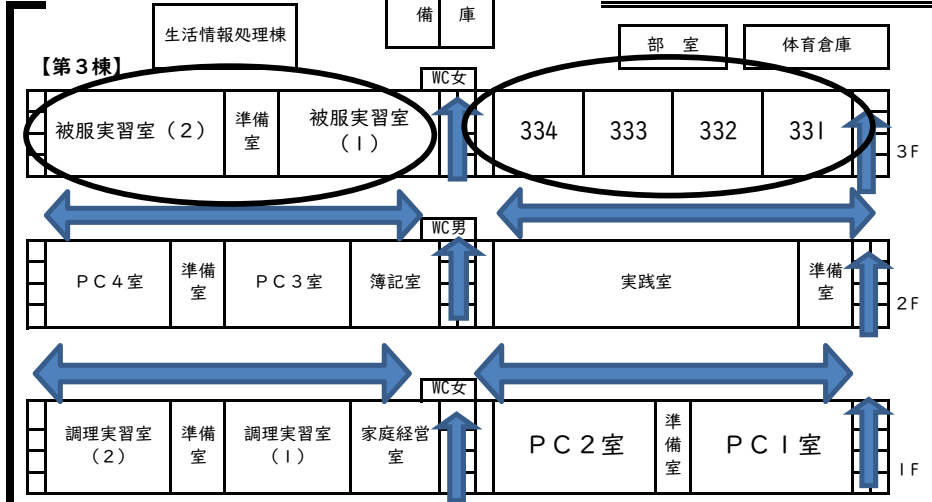 備 庫
生活情報処理棟
部 室
体育倉庫
【第3棟】
WC女
被服実習室（2）
準備
室
被服実習室
（1）
334
333
332
331
3F
WC男
PC4室
準備
室
PC3室
簿記室
実践室
準備
室
2F
WC女
調理実習室
（2）
準備
室
調理実習室
（1）
家庭経営
室
PC2室
準
備
室
PC1室
1F